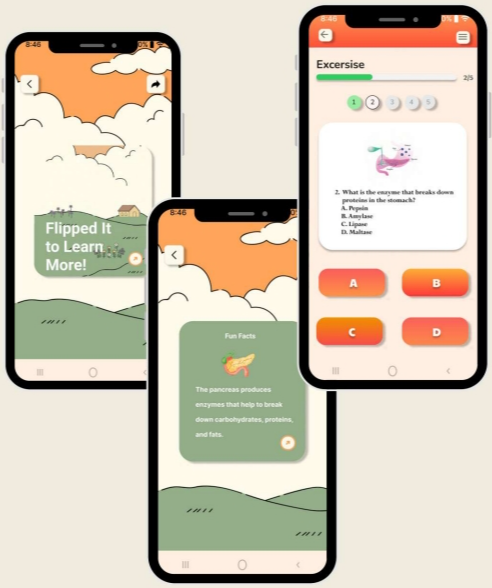 8:46
Flipped It
to Learn
More!
8:46
Fun Facts
The pancreas produces
enzymes that help to break
down carbohydrates, proteins,
and fats.
8:46
0%
Excersise
2/5
1 2 3 4 5
2. What is the enzyme that breaks down
proteins in the stomach?
A. Pepsin
B. Amylase
C. Lipase
D. Maltase
A
B
C
D